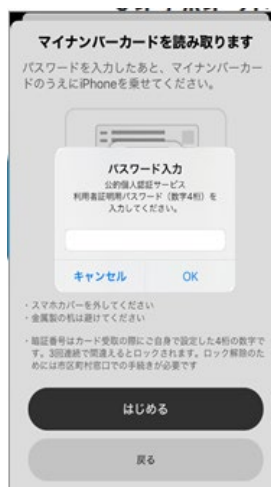 マイナンバーカードを読み取ります
パスワードを入力したあと、マイナンバーカー
ドのうえにiPhoneを乗せてください。
パスワード入力
公的個人認証サービス
利用者証明用パスワード（数字4桁）を
入力してください。
キャンセル
OK
・スマホカバーを外してください
・金属製の机は避けてください
・暗証番号はカード受取の際にご自身で設定した4桁の数字で
す。3回連続で間違えるとロックされます。ロック解除のた
めには市区町村窓口での手続きが必要です
はじめる
戻る